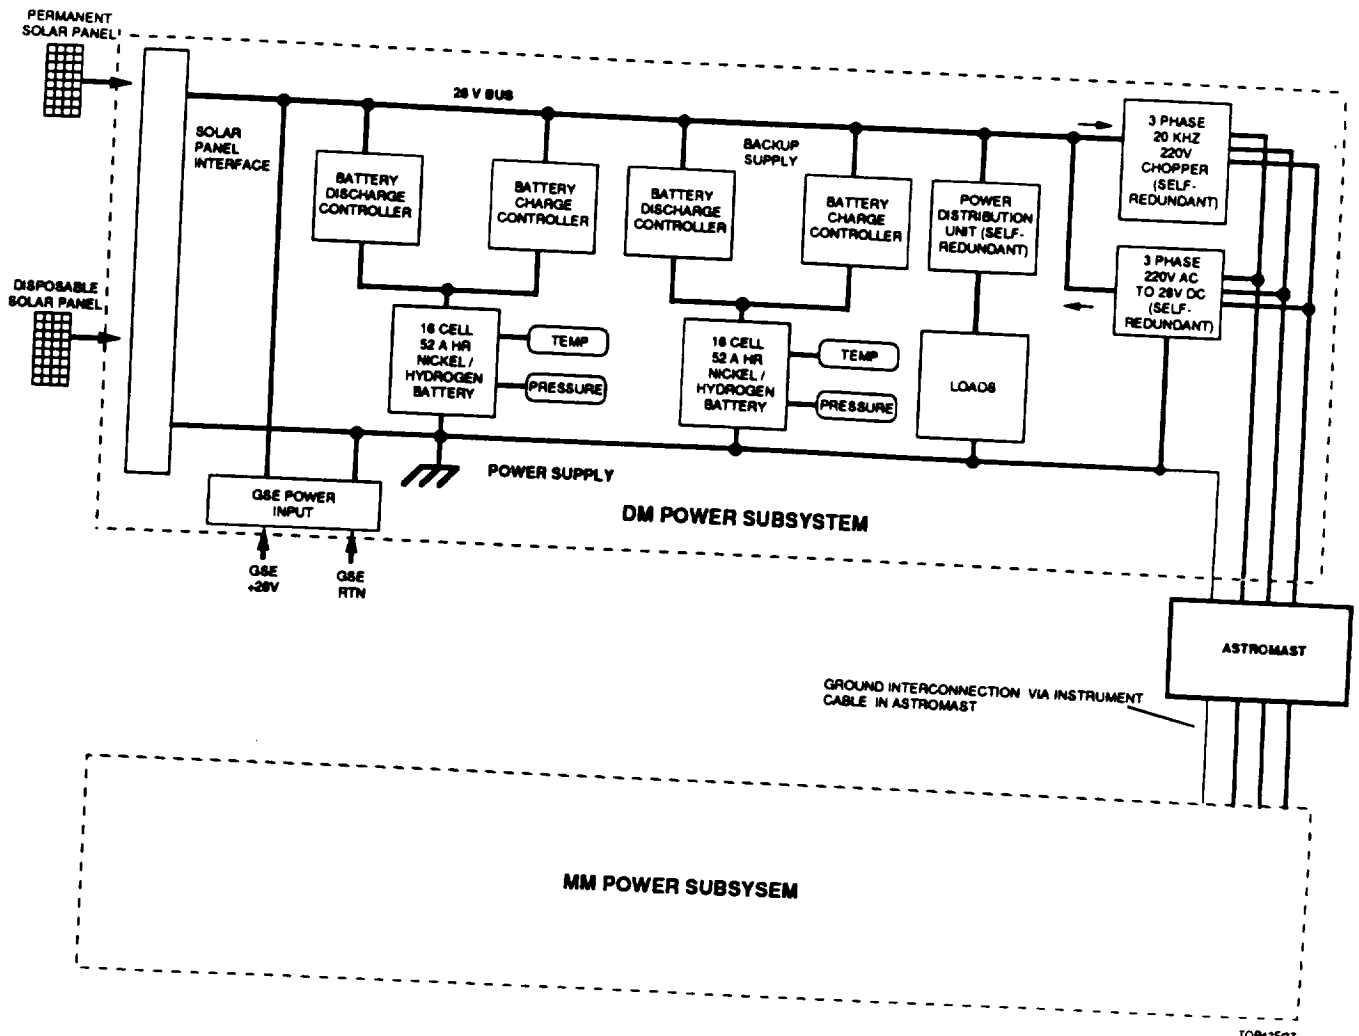 PERMANENT
SOLAR PANEL
28 V BUS
SOLAR
PANEL
INTERFACE
BACKUP
SUPPLY
3 PHASE
20 KHZ
220V
CHOPPER
(SELF-
REDUNDANT)
BATTERY
DISCHARGE
CONTROLLER
BATTERY
CHARGE
CONTROLLER
BATTERY
DISCHARGE
CONTROLLER
BATTERY
CHARGE
CONTROLLER
POWER
DISTRIBUTION
UNIT (SELF-
REDUNDANT)
3 PHASE
220V AC
TO 28V DC
(SELF-
REDUNDANT)
DISPOSABLE
SOLAR PANEL
16 CELL
52 A HR
NICKEL /
HYDROGEN
BATTERY
TEMP
PRESSURE
16 CELL
52 A HR
NICKEL /
HYDROGEN
BATTERY
TEMP
PRESSURE
LOADS
POWER SUPPLY
GSE POWER
INPUT
DM POWER SUBSYSTEM
GSE
+28V
GSE
RTN
ASTROMAST
GROUND INTERCONNECTION VIA INSTRUMENT
CABLE IN ASTROMAST
MM POWER SUBSYSEM